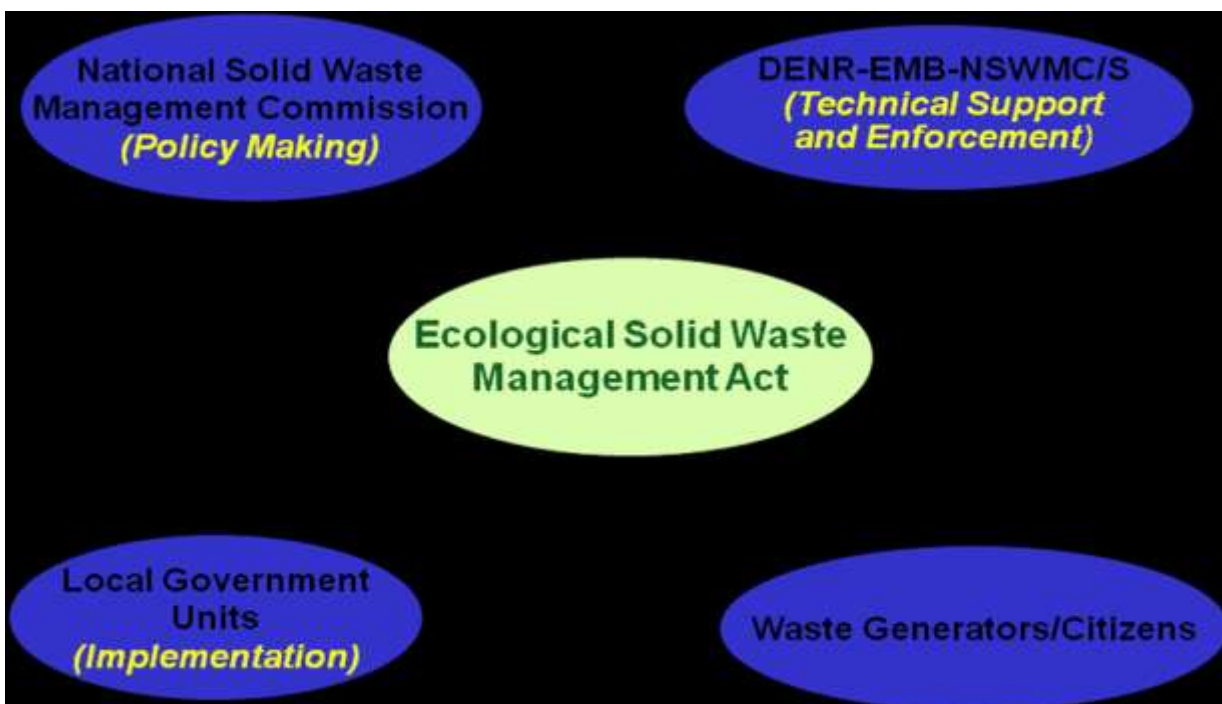 National Solid Waste
Management Commission
(Policy Making)
DENR-EMB-NSWMC/S
(Technical Support
and Enforcement)
Ecological Solid Waste
Management Act
Local Government
Units
(Implementation)
Waste Generators/Citizens